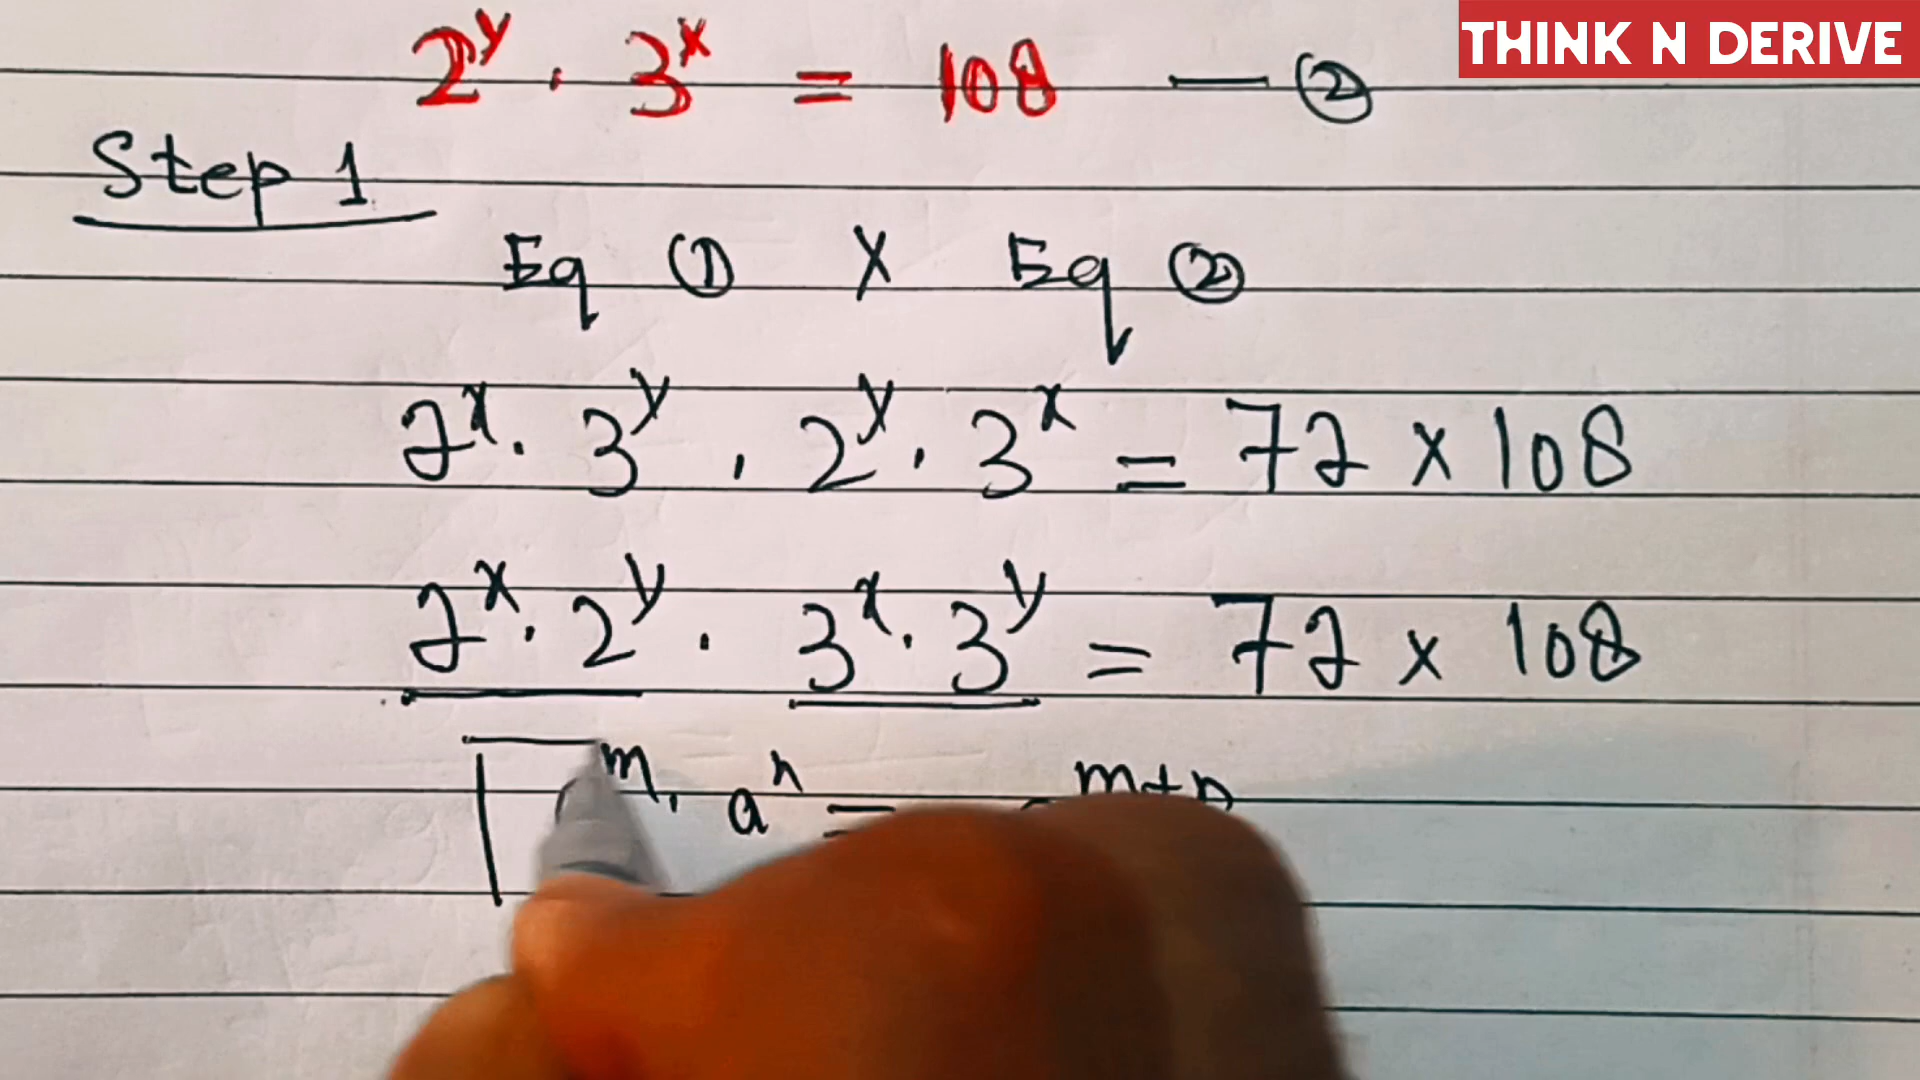 THINK N DERIVE
2^y · 3^x = 108 — ②
Step 1
Eq ① X Eq ②
2^x · 3^y · 2^y · 3^x = 72 × 108
2^x · 2^y · 3^x · 3^y = 72 × 108
^m · a^n = ^m+n